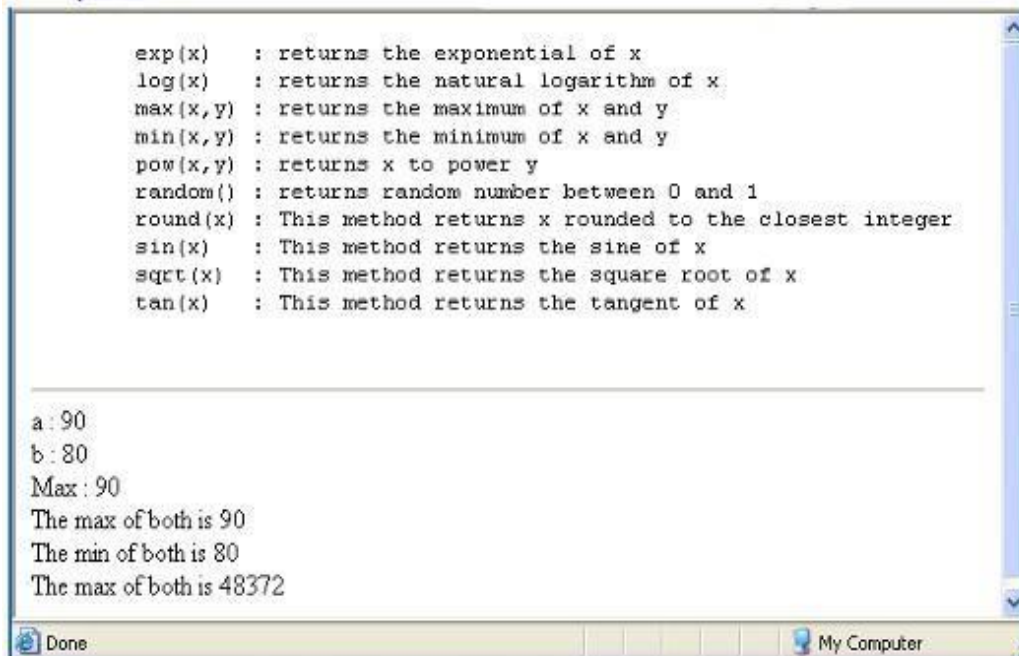 exp(x) : returns the exponential of x
log(x) : returns the natural logarithm of x
max(x,y) : returns the maximum of x and y
min(x,y) : returns the minimum of x and y
pow(x,y) : returns x to power y
random() : returns random number between 0 and 1
round(x) : This method returns x rounded to the closest integer
sin(x) : This method returns the sine of x
sqrt(x) : This method returns the square root of x
tan(x) : This method returns the tangent of x
a : 90
b : 80
Max : 90
The max of both is 90
The min of both is 80
The max of both is 48372
Done My Computer